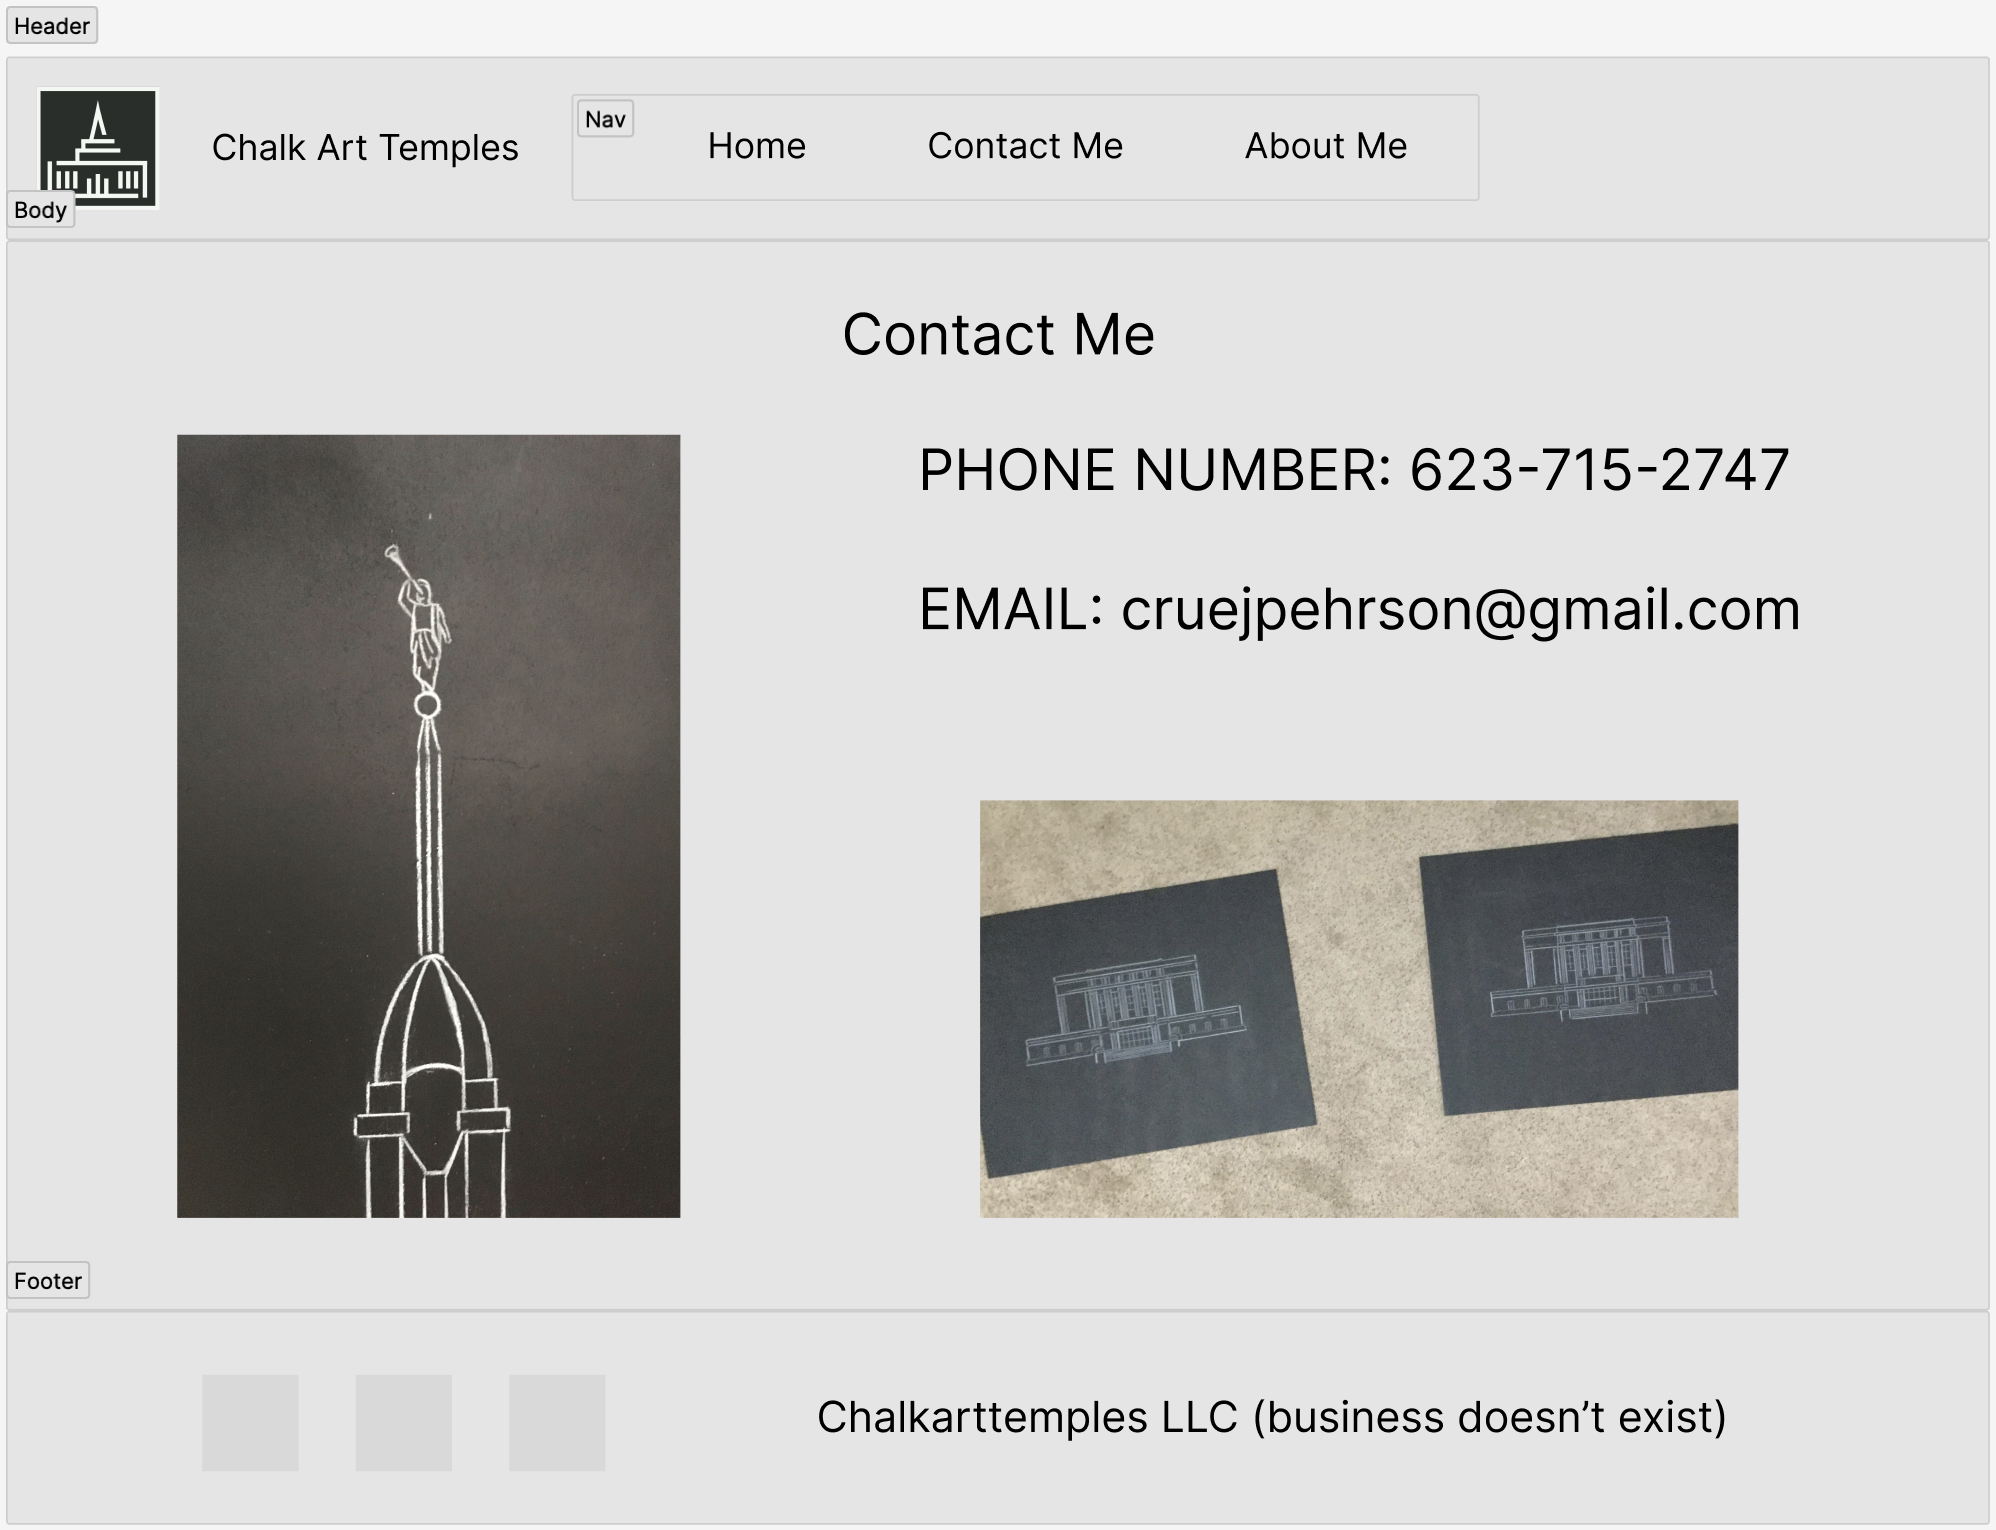 Header
Chalk Art Temples
Nav
Home
Contact Me
About Me
Body
Contact Me
PHONE NUMBER: 623-715-2747
EMAIL: cruejpehrson@gmail.com
Footer
Chalkarttemples LLC (business doesn’t exist)